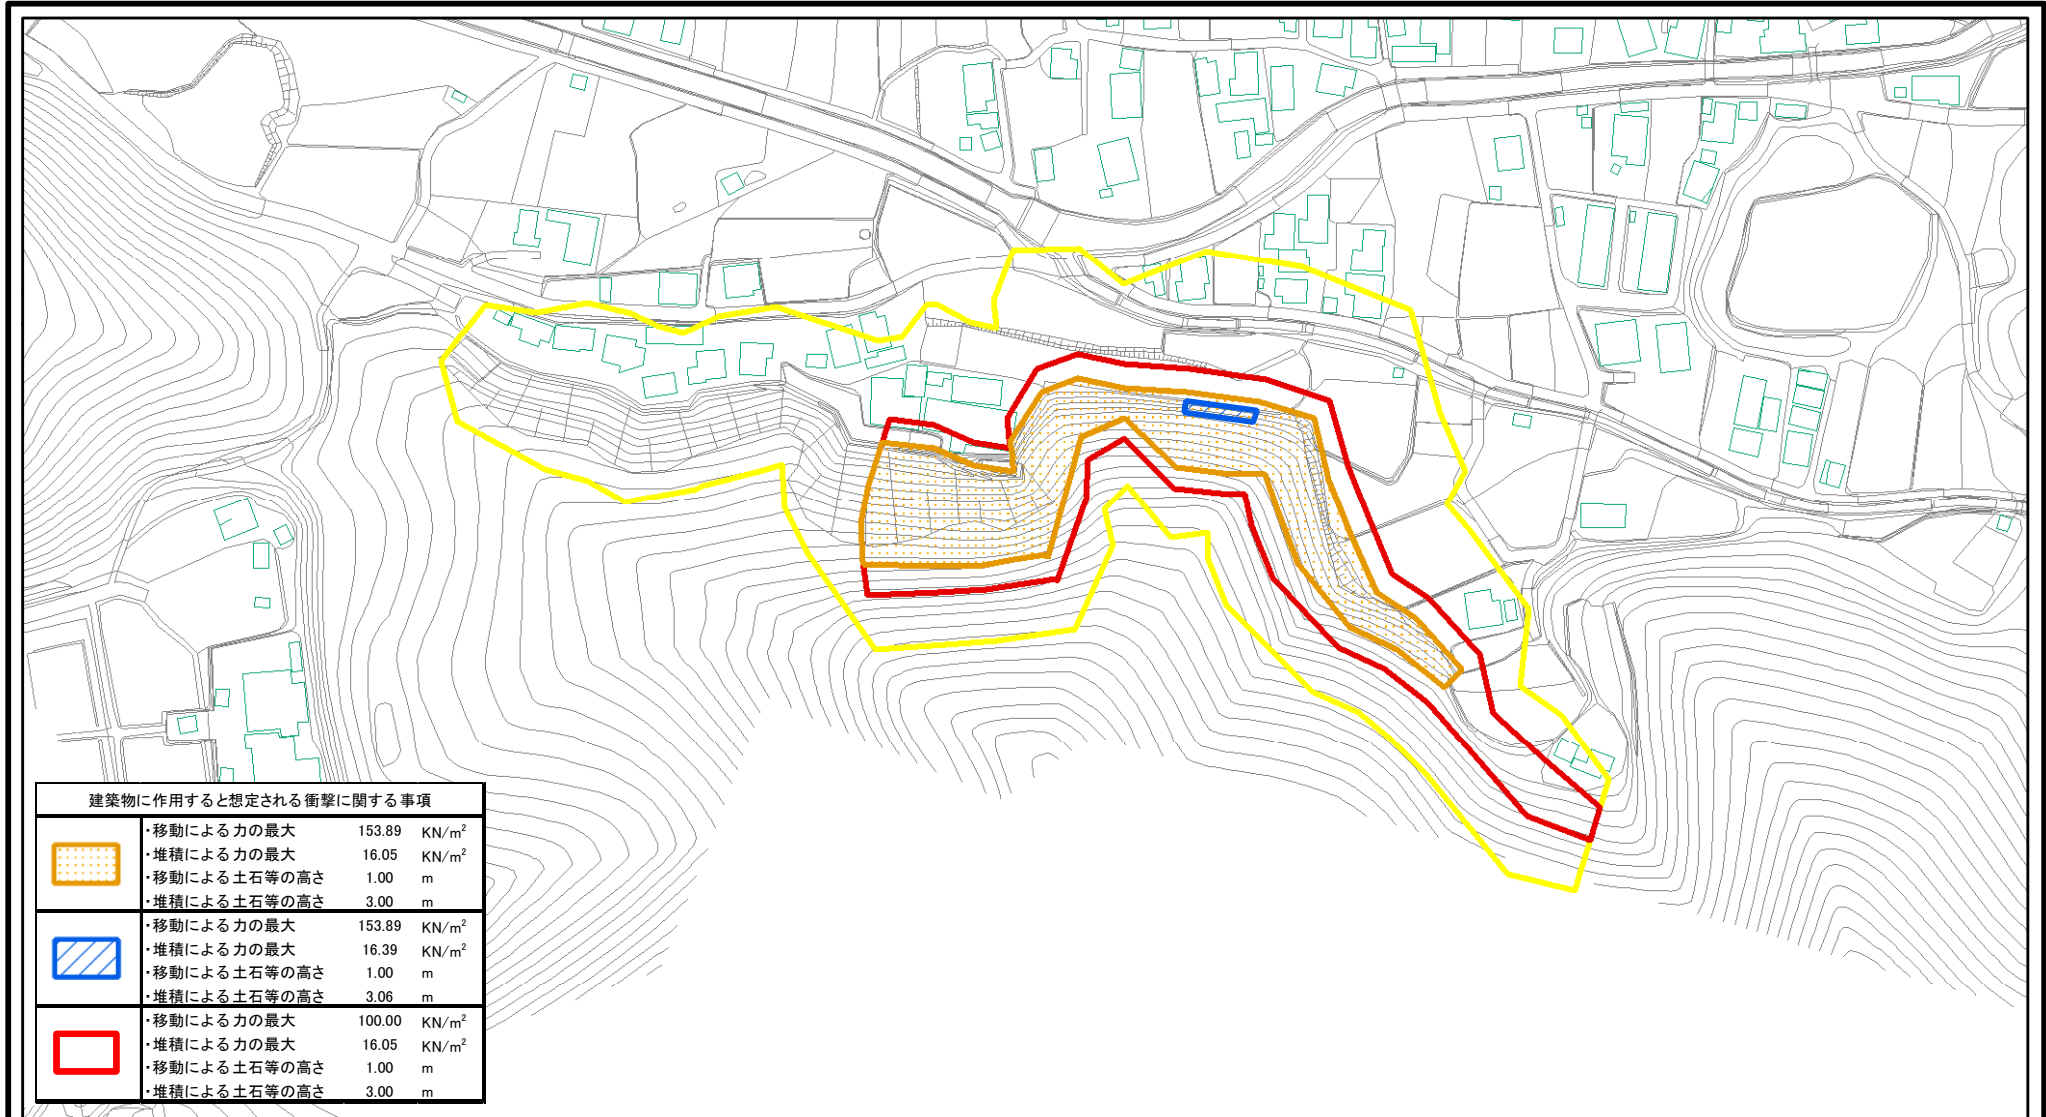 建築物に作用すると想定される衝撃に関する事項
・移動による力の最大 153.89 KN/m²
・堆積による力の最大 16.05 KN/m²
・移動による土石等の高さ 1.00 m
・堆積による土石等の高さ 3.00 m
・移動による力の最大 153.89 KN/m²
・堆積による力の最大 16.39 KN/m²
・移動による土石等の高さ 1.00 m
・堆積による土石等の高さ 3.06 m
・移動による力の最大 100.00 KN/m²
・堆積による力の最大 16.05 KN/m²
・移動による土石等の高さ 1.00 m
・堆積による土石等の高さ 3.00 m